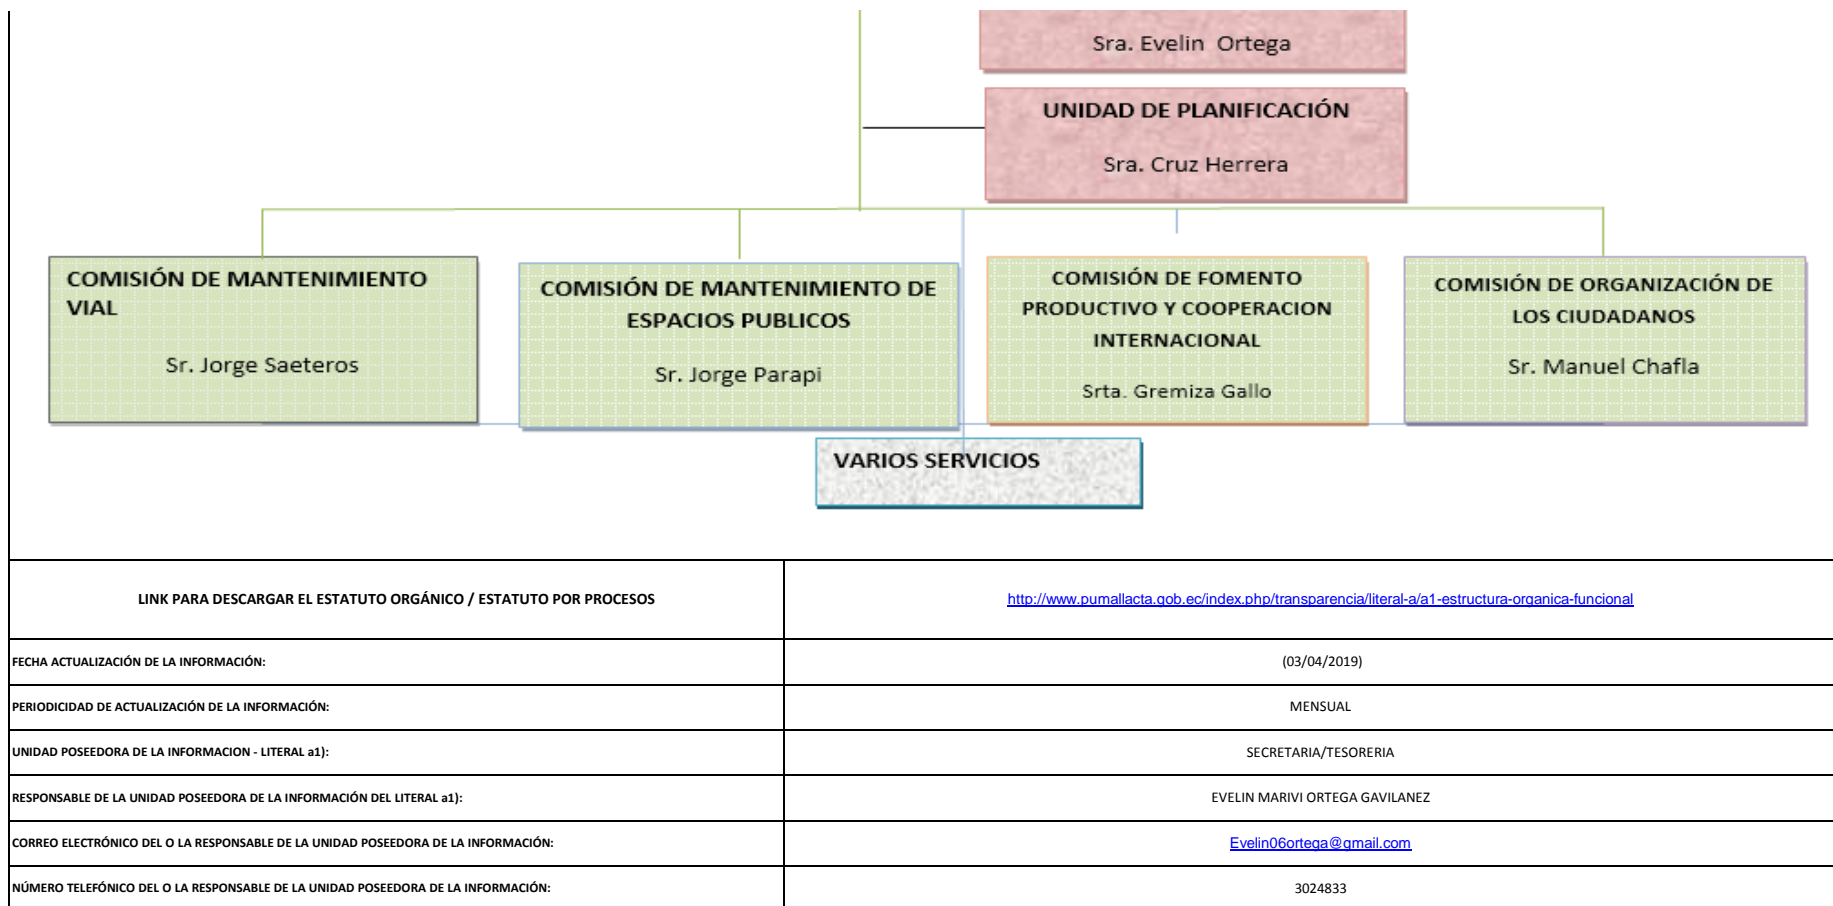 Sra. Evelin Ortega
UNIDAD DE PLANIFICACIÓN
Sra. Cruz Herrera
COMISIÓN DE MANTENIMIENTO
VIAL
Sr. Jorge Saeteros
COMISIÓN DE MANTENIMIENTO DE
ESPACIOS PUBLICOS
Sr. Jorge Parapi
COMISIÓN DE FOMENTO
PRODUCTIVO Y COOPERACION
INTERNACIONAL
Srta. Gremiza Gallo
COMISIÓN DE ORGANIZACIÓN DE
LOS CIUDADANOS
Sr. Manuel Chafla
VARIOS SERVICIOS
LINK PARA DESCARGAR EL ESTATUTO ORGÁNICO / ESTATUTO POR PROCESOS
http://www.pumallacta.gob.ec/index.php/transparencia/literal-a/a1-estructura-organica-funcional
FECHA ACTUALIZACIÓN DE LA INFORMACIÓN:
(03/04/2019)
PERIODICIDAD DE ACTUALIZACIÓN DE LA INFORMACIÓN:
MENSUAL
UNIDAD POSEEDORA DE LA INFORMACION - LITERAL a1):
SECRETARIA/TESORERIA
RESPONSABLE DE LA UNIDAD POSEEDORA DE LA INFORMACIÓN DEL LITERAL a1):
EVELIN MARIVI ORTEGA GAVILANEZ
CORREO ELECTRÓNICO DEL O LA RESPONSABLE DE LA UNIDAD POSEEDORA DE LA INFORMACIÓN:
Evelin06ortega@gmail.com
NÚMERO TELEFÓNICO DEL O LA RESPONSABLE DE LA UNIDAD POSEEDORA DE LA INFORMACIÓN:
3024833